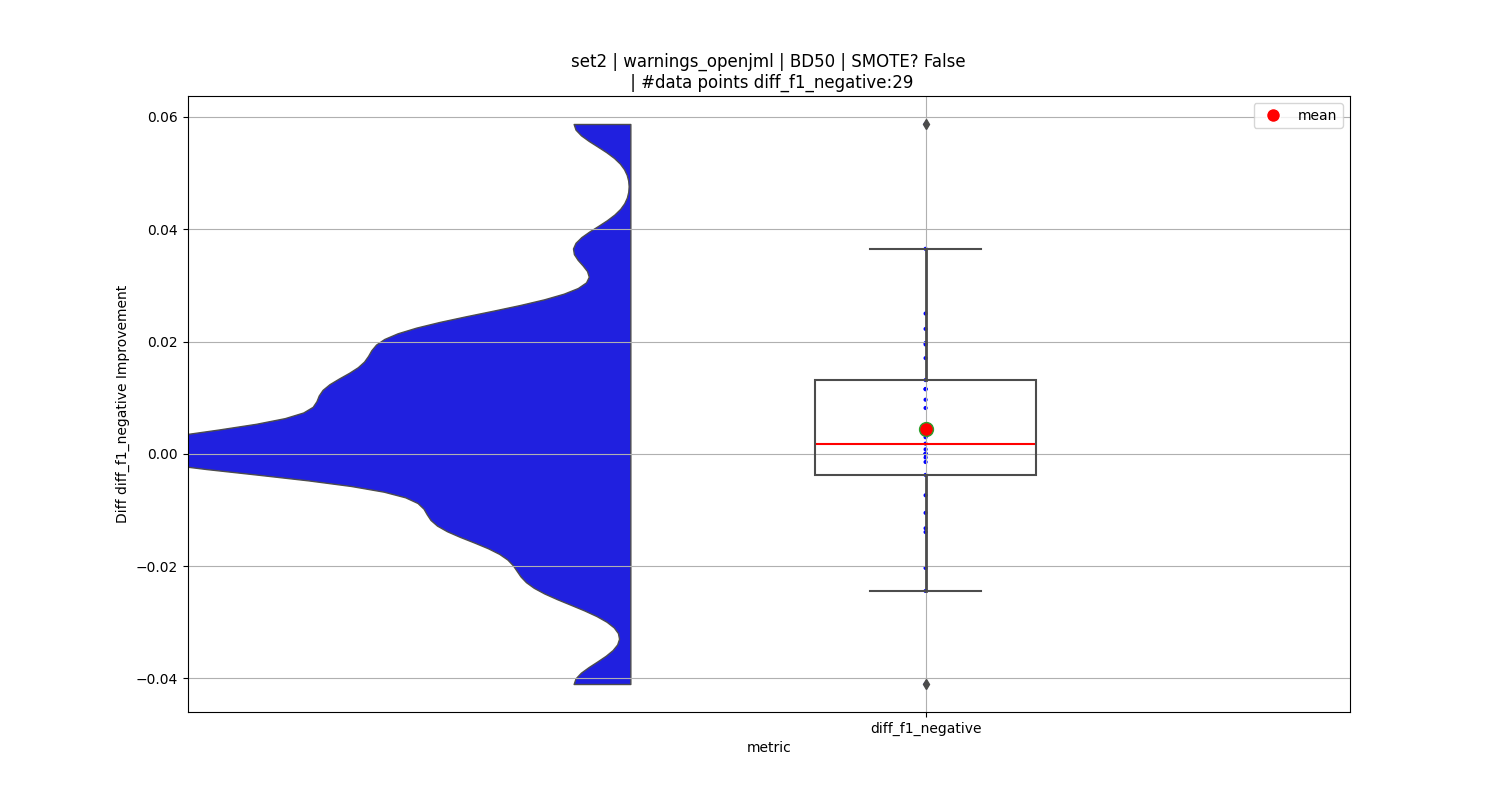 set2 | warnings_openjml | BD50 | SMOTE? False
| #data points diff_f1_negative:29
mean
0.06
0.04
0.02
0.00
−0.02
−0.04
Diff diff_f1_negative Improvement
diff_f1_negative
metric